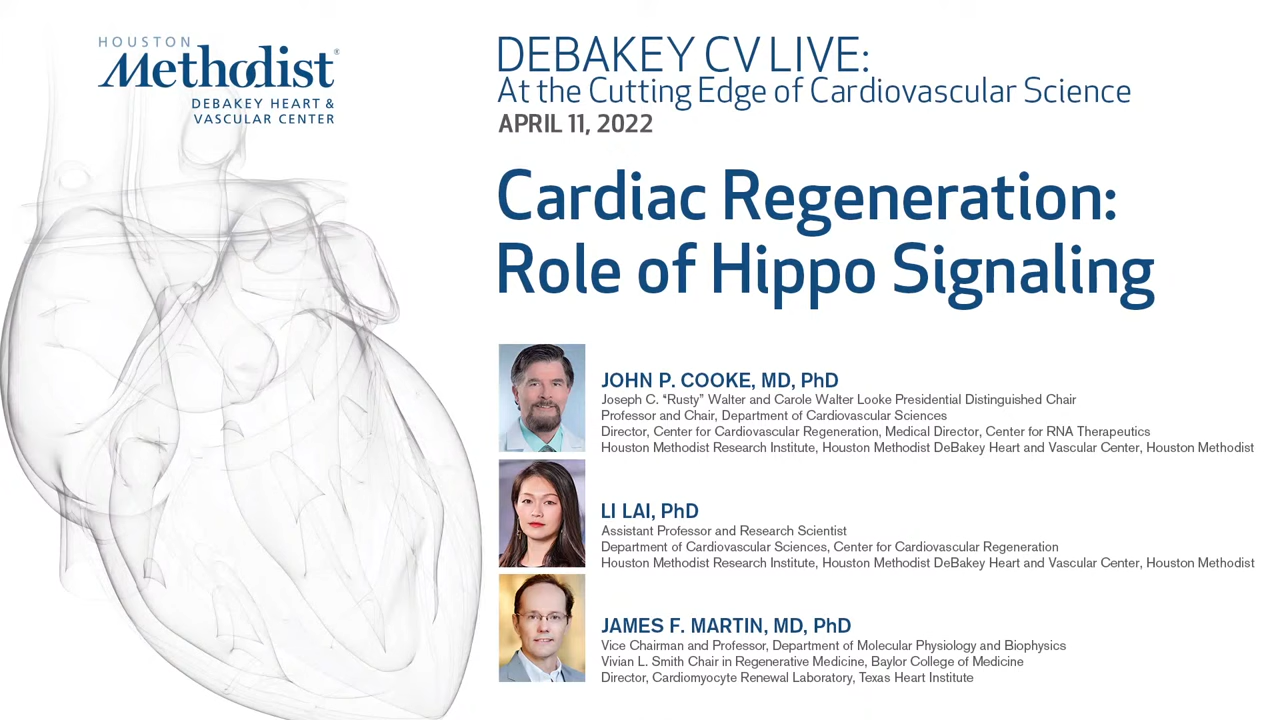 HOUSTON
Methodist®
DEBAKEY HEART &
VASCULAR CENTER
DEBAKEY CV LIVE:
At the Cutting Edge of Cardiovascular Science
APRIL 11, 2022
Cardiac Regeneration:
Role of Hippo Signaling
JOHN P. COOKE, MD, PhD
Joseph C. “Rusty” Walter and Carole Walter Looke Presidential Distinguished Chair
Professor and Chair, Department of Cardiovascular Sciences
Director, Center for Cardiovascular Regeneration, Medical Director, Center for RNA Therapeutics
Houston Methodist Research Institute, Houston Methodist DeBakey Heart and Vascular Center, Houston Methodist
LI LAI, PhD
Assistant Professor and Research Scientist
Department of Cardiovascular Sciences, Center for Cardiovascular Regeneration
Houston Methodist Research Institute, Houston Methodist DeBakey Heart and Vascular Center, Houston Methodist
JAMES F. MARTIN, MD, PhD
Vice Chairman and Professor, Department of Molecular Physiology and Biophysics
Vivian L. Smith Chair in Regenerative Medicine, Baylor College of Medicine
Director, Cardiomyocyte Renewal Laboratory, Texas Heart Institute